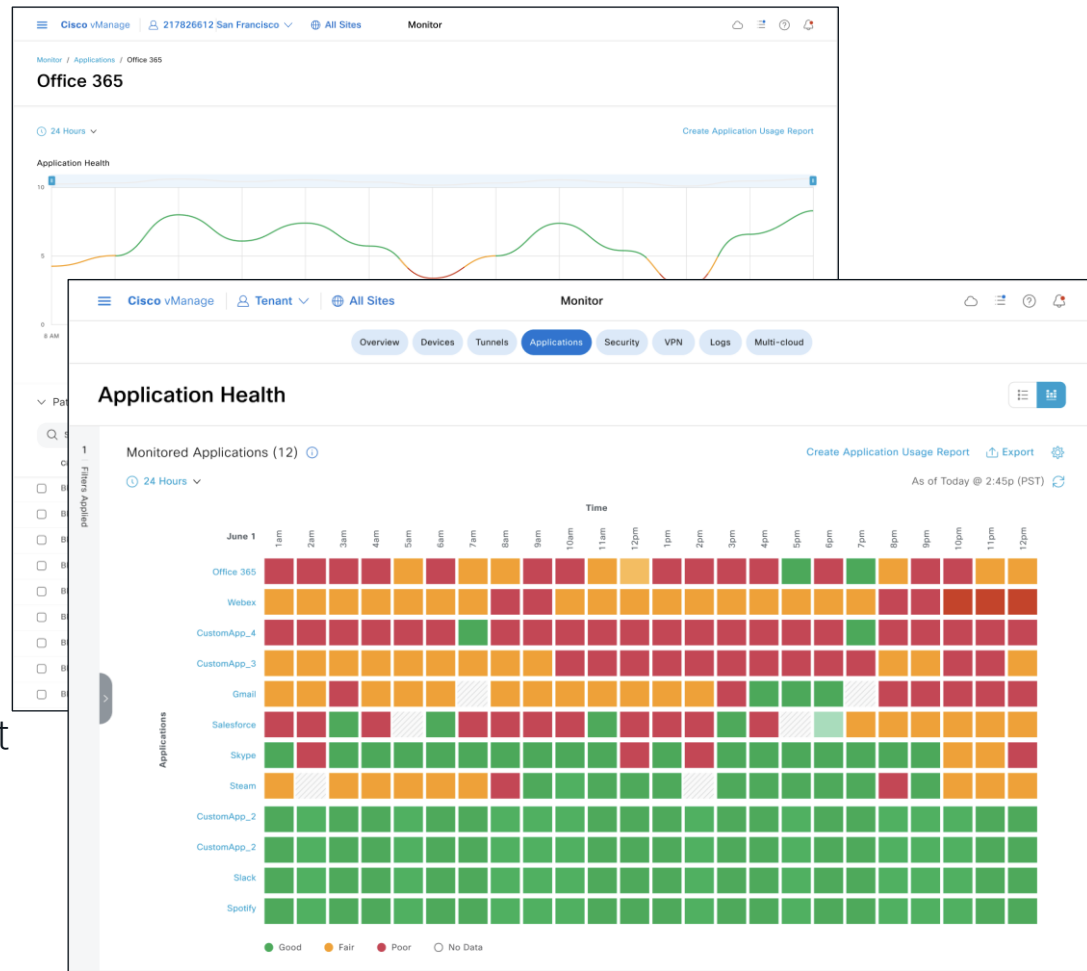 Cisco vManage 217826612 San Francisco All Sites Monitor
Monitor / Applications / Office 365
Office 365
24 Hours Create Application Usage Report
Application Health
10
5
0
8 AM
Cisco vManage Tenant All Sites Monitor
Overview Devices Tunnels Applications Security VPN Logs Multi-cloud
Application Health
1 Filters Applied
Monitored Applications (12) Create Application Usage Report Export
24 Hours As of Today @ 2:45p (PST)
Time
June 1 1am 2am 3am 4am 5am 6am 7am 8am 9am 10am 11am 12pm 1pm 2pm 3pm 4pm 5pm 6pm 7pm 8pm 9pm 10pm 11pm 12pm
Applications
Office 365
Webex
CustomApp_4
CustomApp_3
Gmail
Salesforce
Skype
Steam
CustomApp_2
CustomApp_2
Slack
Spotify
Good Fair Poor No Data